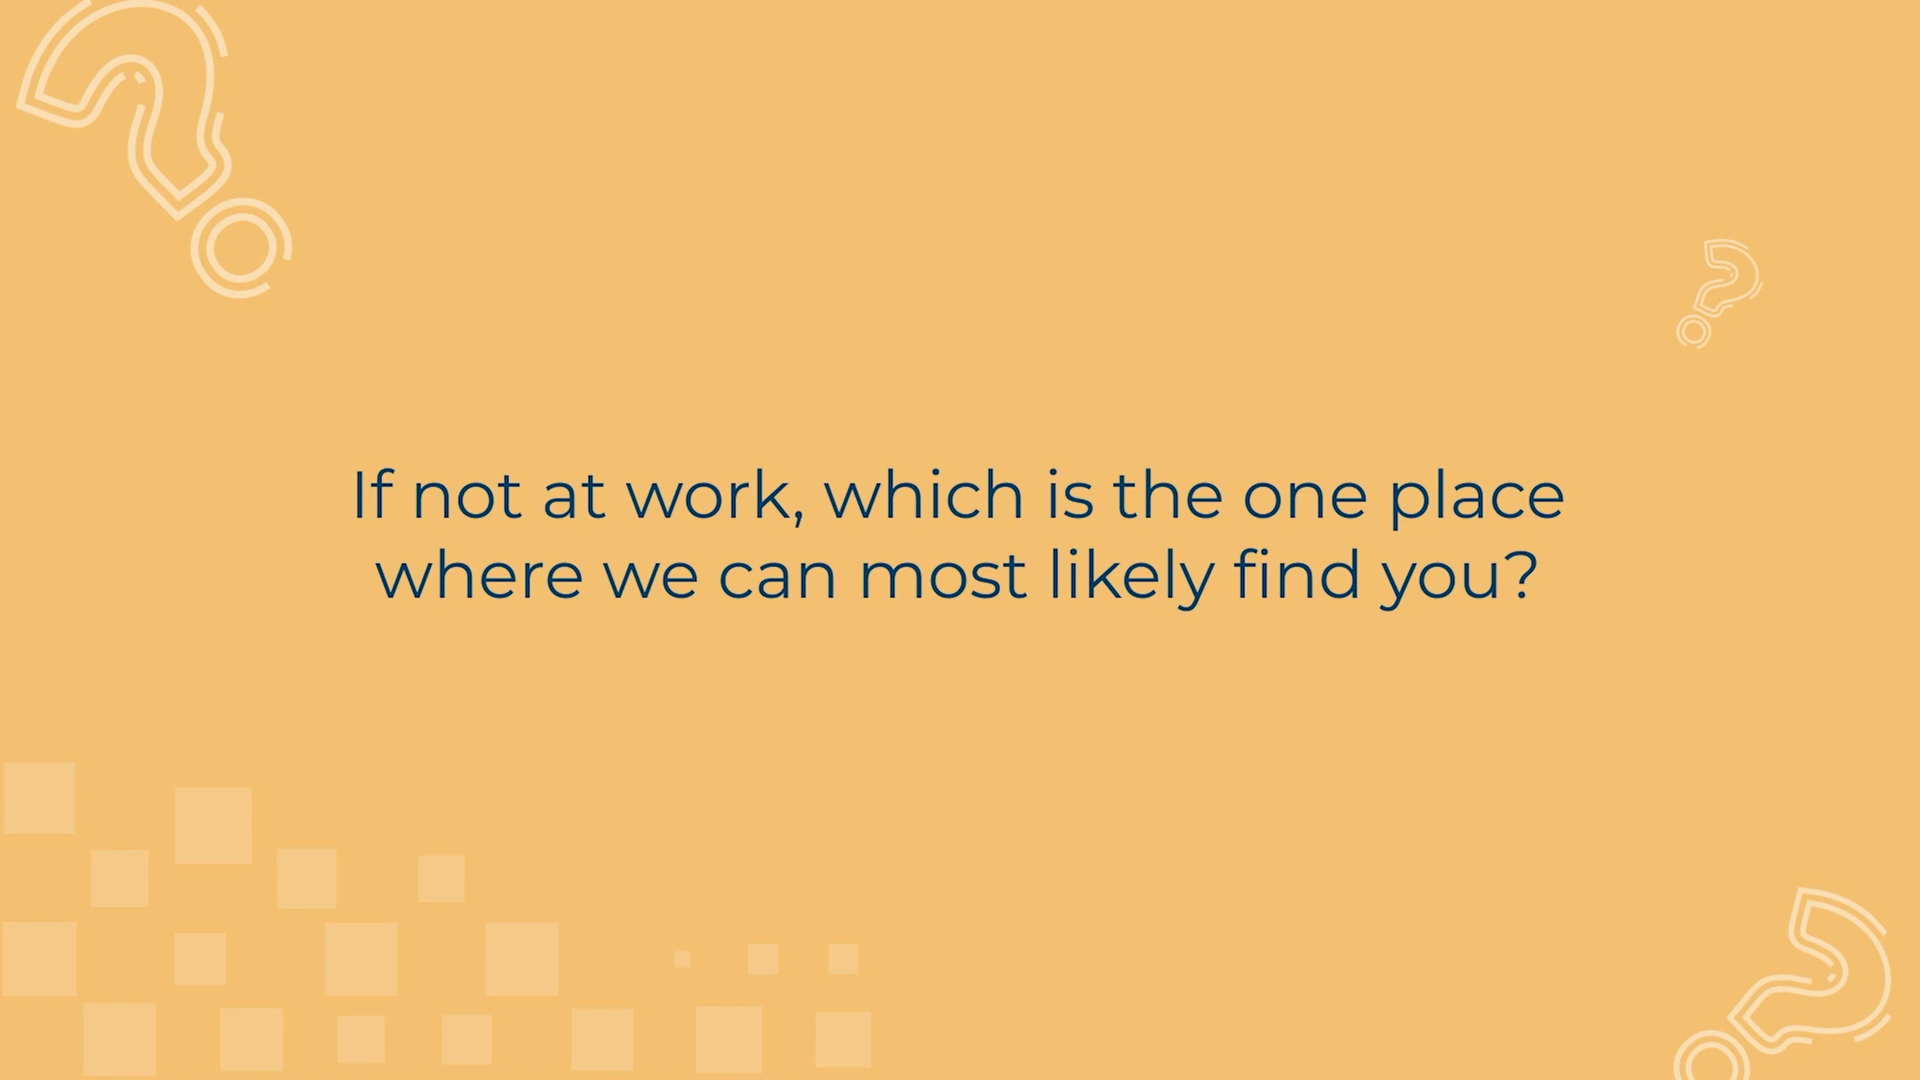 If not at work, which is the one place
where we can most likely find you?